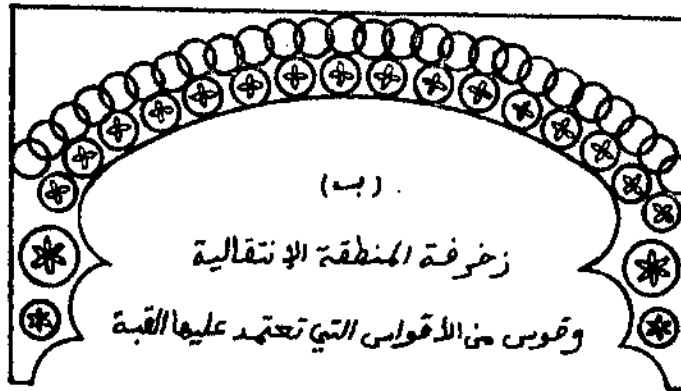 (ب)
زخرفة المنطقة الإنتقالية
وقوس من الأقواس التي تعتمد عليها القبة